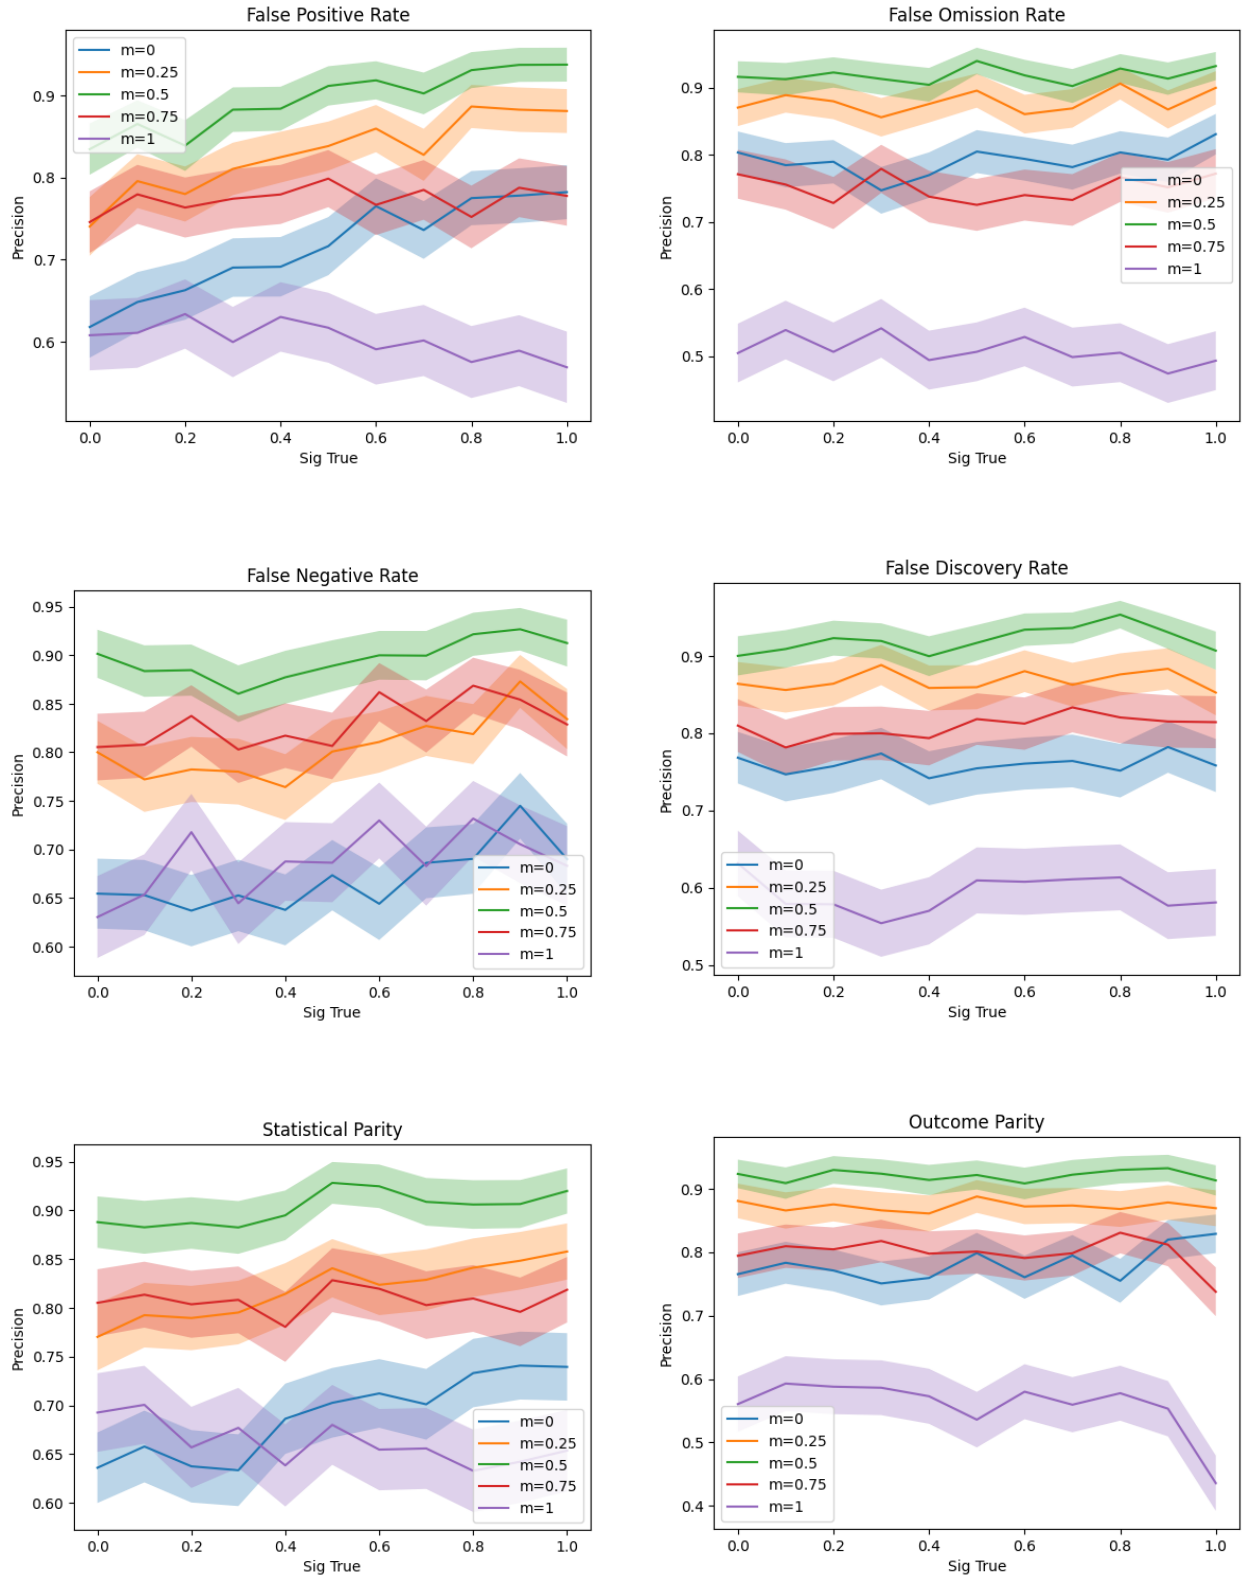 False Positive Rate
Precision
0.9
0.8
0.7
0.6
m=0
m=0.25
m=0.5
m=0.75
m=1
0.0 0.2 0.4 0.6 0.8 1.0
Sig True
False Omission Rate
Precision
0.9
0.8
0.7
0.6
0.5
m=0
m=0.25
m=0.5
m=0.75
m=1
0.0 0.2 0.4 0.6 0.8 1.0
Sig True
False Negative Rate
Precision
0.95
0.90
0.85
0.80
0.75
0.70
0.65
0.60
m=0
m=0.25
m=0.5
m=0.75
m=1
0.0 0.2 0.4 0.6 0.8 1.0
Sig True
False Discovery Rate
Precision
0.9
0.8
0.7
0.6
0.5
m=0
m=0.25
m=0.5
m=0.75
m=1
0.0 0.2 0.4 0.6 0.8 1.0
Sig True
Statistical Parity
Precision
0.95
0.90
0.85
0.80
0.75
0.70
0.65
0.60
m=0
m=0.25
m=0.5
m=0.75
m=1
0.0 0.2 0.4 0.6 0.8 1.0
Sig True
Outcome Parity
Precision
0.9
0.8
0.7
0.6
0.5
0.4
m=0
m=0.25
m=0.5
m=0.75
m=1
0.0 0.2 0.4 0.6 0.8 1.0
Sig True